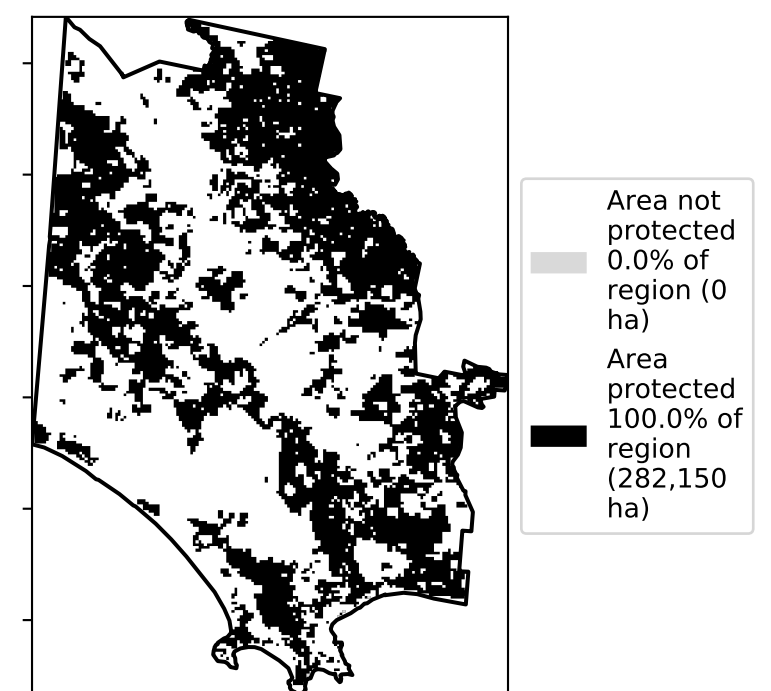 Area not
protected
0.0% of
region (0
ha)
Area
protected
100.0% of
region
(282,150
ha)